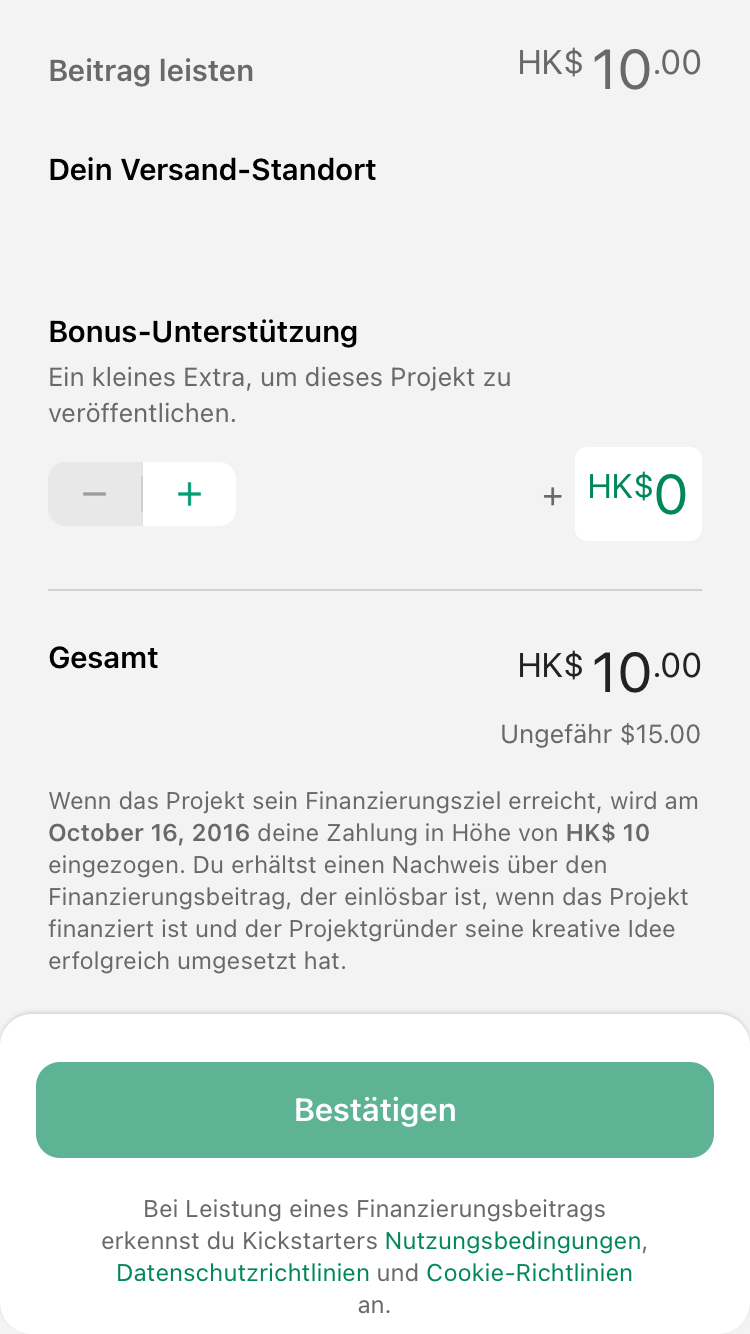 Beitrag leisten HK$ 10.00
Dein Versand-Standort
Bonus-Unterstützung
Ein kleines Extra, um dieses Projekt zu
veröffentlichen.
− + + HK$0
Gesamt HK$ 10.00
Ungefähr $15.00
Wenn das Projekt sein Finanzierungsziel erreicht, wird am
October 16, 2016 deine Zahlung in Höhe von HK$ 10
eingezogen. Du erhältst einen Nachweis über den
Finanzierungsbeitrag, der einlösbar ist, wenn das Projekt
finanziert ist und der Projektgründer seine kreative Idee
erfolgreich umgesetzt hat.
Bestätigen
Bei Leistung eines Finanzierungsbeitrags
erkennst du Kickstarters Nutzungsbedingungen,
Datenschutzrichtlinien und Cookie-Richtlinien
an.